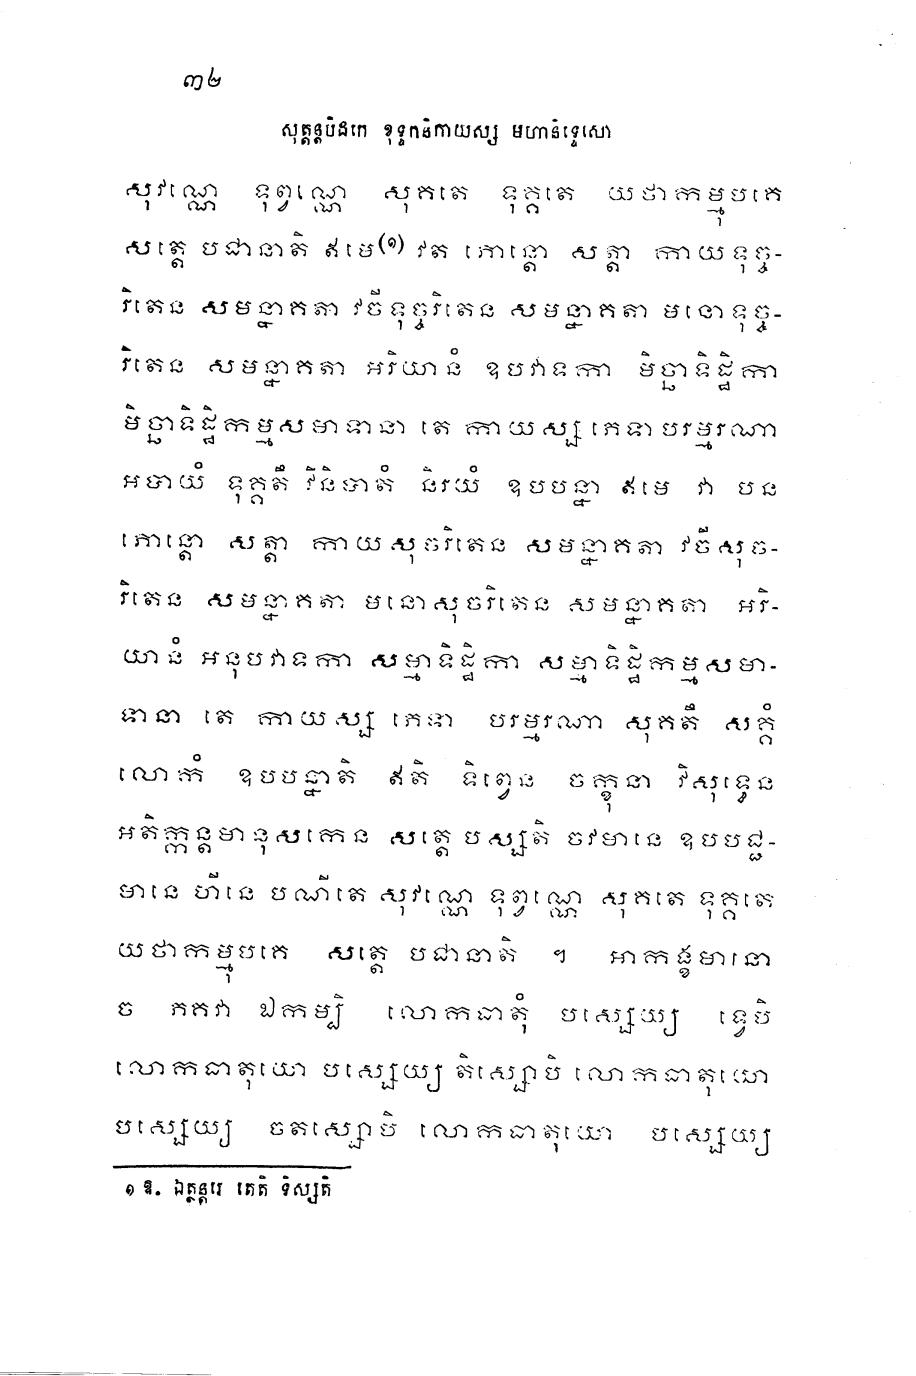 ៣២
សុត្តន្តបិដកេ ខុទ្ទកនិកាយស្ស មហានិទ្ទេសោ
សុវណ្ណេ ទុព្វណ្ណេ សុគតេ ទុគ្គតេ យថាកម្មុបគេ
សត្តេ បជានាតិ ឥមេ(១) វត ភោន្តោ សត្តា កាយទុច្ច-
រិតេន សមន្នាគតា វចីទុច្ចរិតេន សមន្នាគតា មនោទុច្ច-
រិតេន សមន្នាគតា អរិយានំ ឧបវាទកា មិច្ឆាទិដ្ឋិកា
មិច្ឆាទិដ្ឋិកម្មសមាទានា តេ កាយស្ស ភេទា បរម្មរណា
អបាយំ ទុគ្គតឹ វិនិបាតំ និរយំ ឧបបន្នា ឥមេ វា បន
ភោន្តោ សត្តា កាយសុចរិតេន សមន្នាគតា វចីសុច-
រិតេន សមន្នាគតា មនោសុចរិតេន សមន្នាគតា អរិ-
យានំ អនុបវាទកា សម្មាទិដ្ឋិកា សម្មាទិដ្ឋិកម្មសមា-
ទានា តេ កាយស្ស ភេទា បរម្មរណា សុគតឹ សគ្គំ
លោកំ ឧបបន្នាតិ ឥតិ ទិព្វេន ចក្ខុនា វិសុទ្ធេន
អតិក្កន្តមានុសកេន សត្តេ បស្សតិ ចវមានេ ឧបបជ្ជ-
មានេ ហីនេ បណីតេ សុវណ្ណេ ទុព្វណ្ណេ សុគតេ ទុគ្គតេ
យថាកម្មុបគេ សត្តេ បជានាតិ ។ អាកង្ខមានោ
ច ភគវា ឯកម្បិ លោកធាតុំ បស្សេយ្យ ទ្វេបិ
លោកធាតុយោ បស្សេយ្យ តិស្សោបិ លោកធាតុយោ
បស្សេយ្យ ចតស្សោបិ លោកធាតុយោ បស្សេយ្យ
១ ឱ. ឯត្ថន្តរេ តេតិ ទិស្សតិ